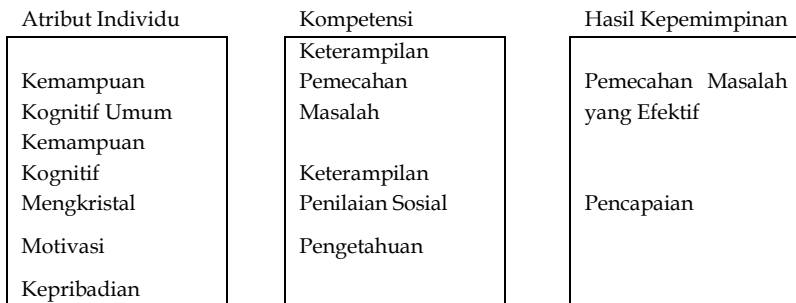 Atribut Individu
Kemampuan
Kognitif Umum
Kemampuan
Kognitif
Mengkristal
Motivasi
Kepribadian
Kompetensi
Keterampilan
Pemecahan
Masalah
Keterampilan
Penilaian Sosial
Pengetahuan
Hasil Kepemimpinan
Pemecahan Masalah
yang Efektif
Pencapaian